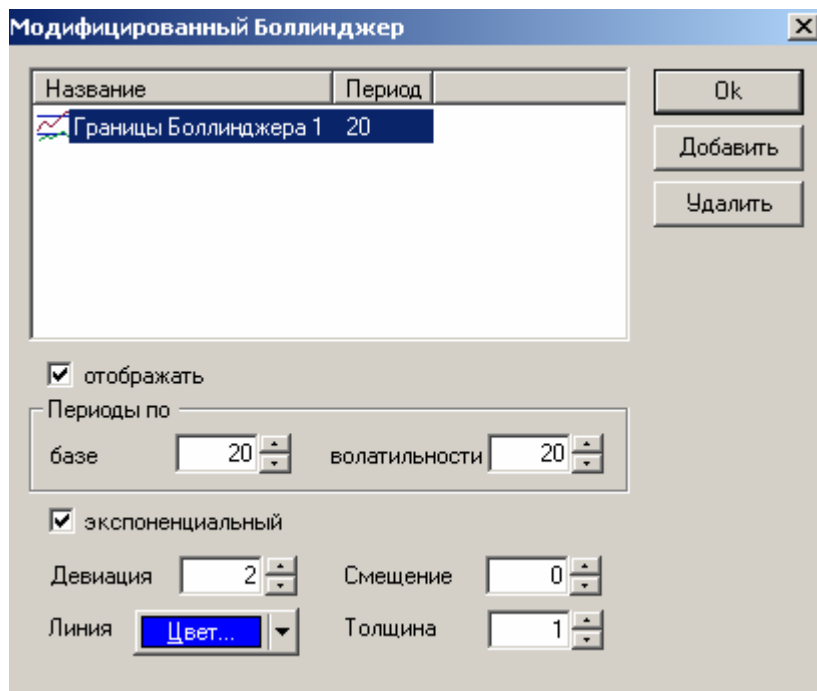 Модифицированный Боллинджер
Название Период
Границы Боллинджера 1 20
Ok
Добавить
Удалить
отображать
Периоды по
базе 20 волатильности 20
экспоненциальный
Девиация 2 Смещение 0
Линия Цвет... Толщина 1